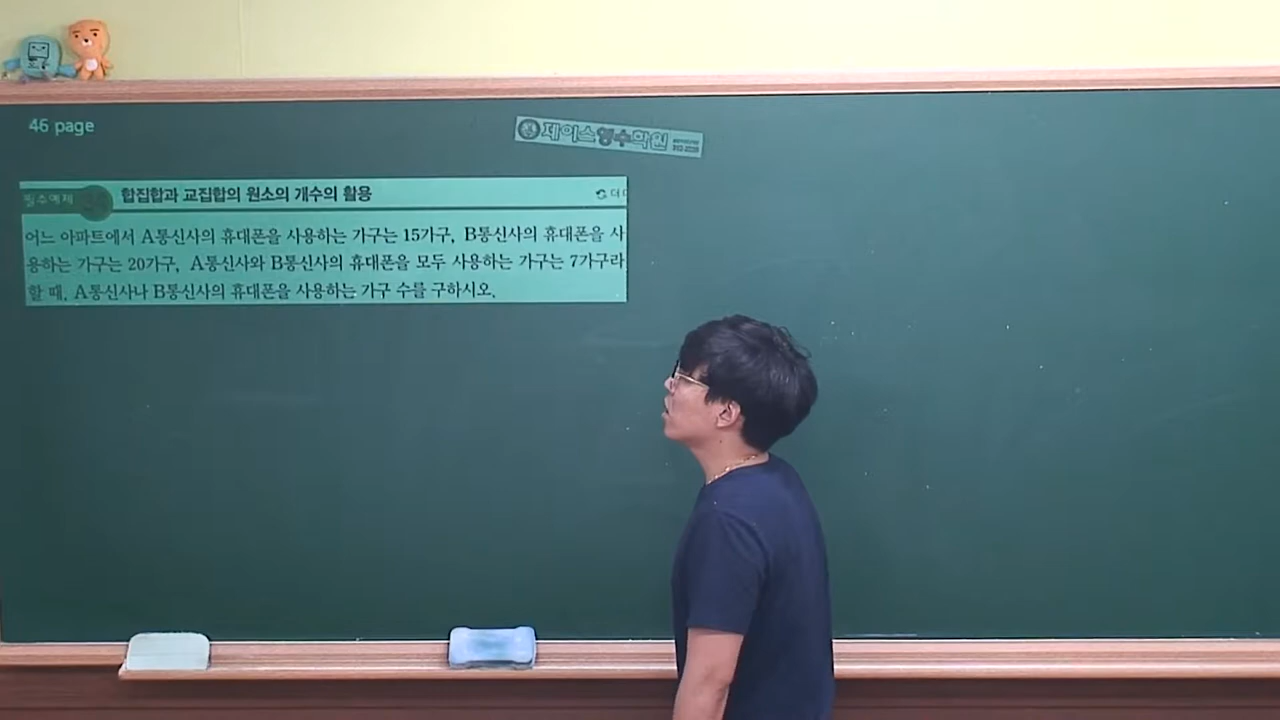 46 page
제이스영수학원
필수예제
합집합과 교집합의 원소의 개수의 활용
어느 아파트에서 A통신사의 휴대폰을 사용하는 가구는 15가구, B통신사의 휴대폰을 사
용하는 가구는 20가구, A통신사와 B통신사의 휴대폰을 모두 사용하는 가구는 7가구라
할 때, A통신사나 B통신사의 휴대폰을 사용하는 가구 수를 구하시오.